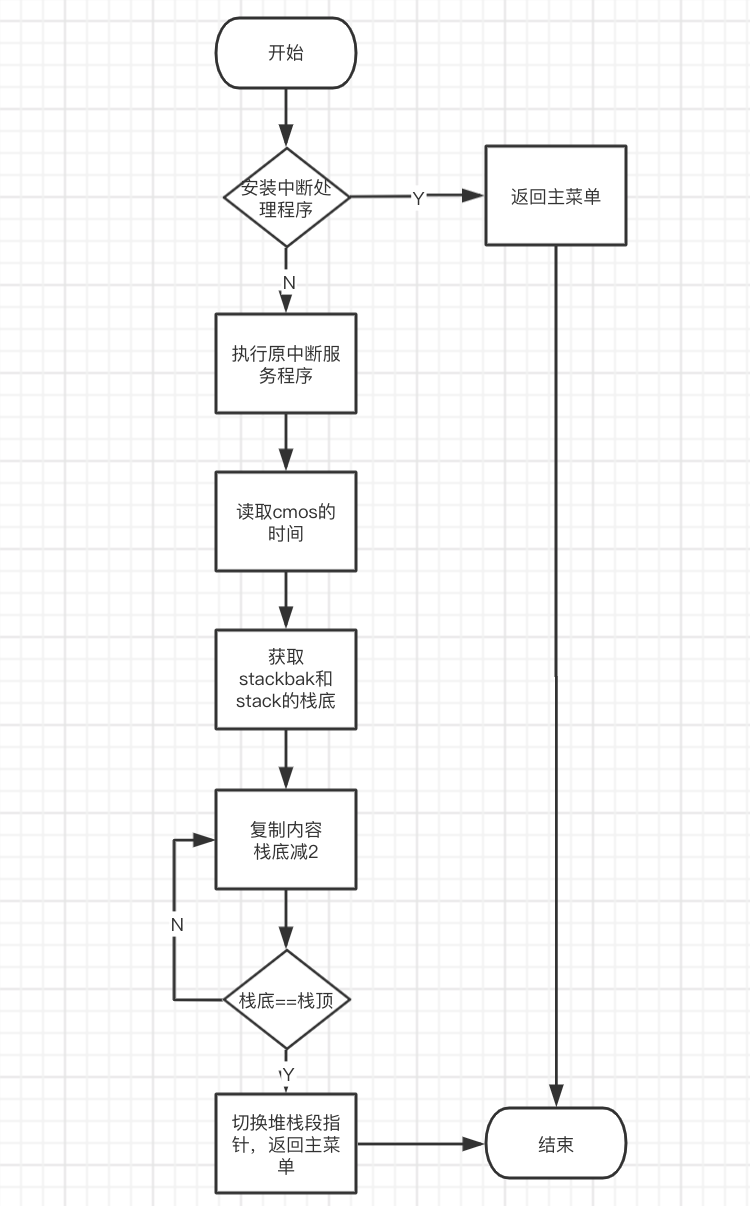 开始
安装中断处
理程序
Y
返回主菜单
N
执行原中断服
务程序
读取cmos的
时间
获取
stackbak和
stack的栈底
复制内容
栈底减2
N
栈底==栈顶
Y
切换堆栈段指
针，返回主菜
单
结束